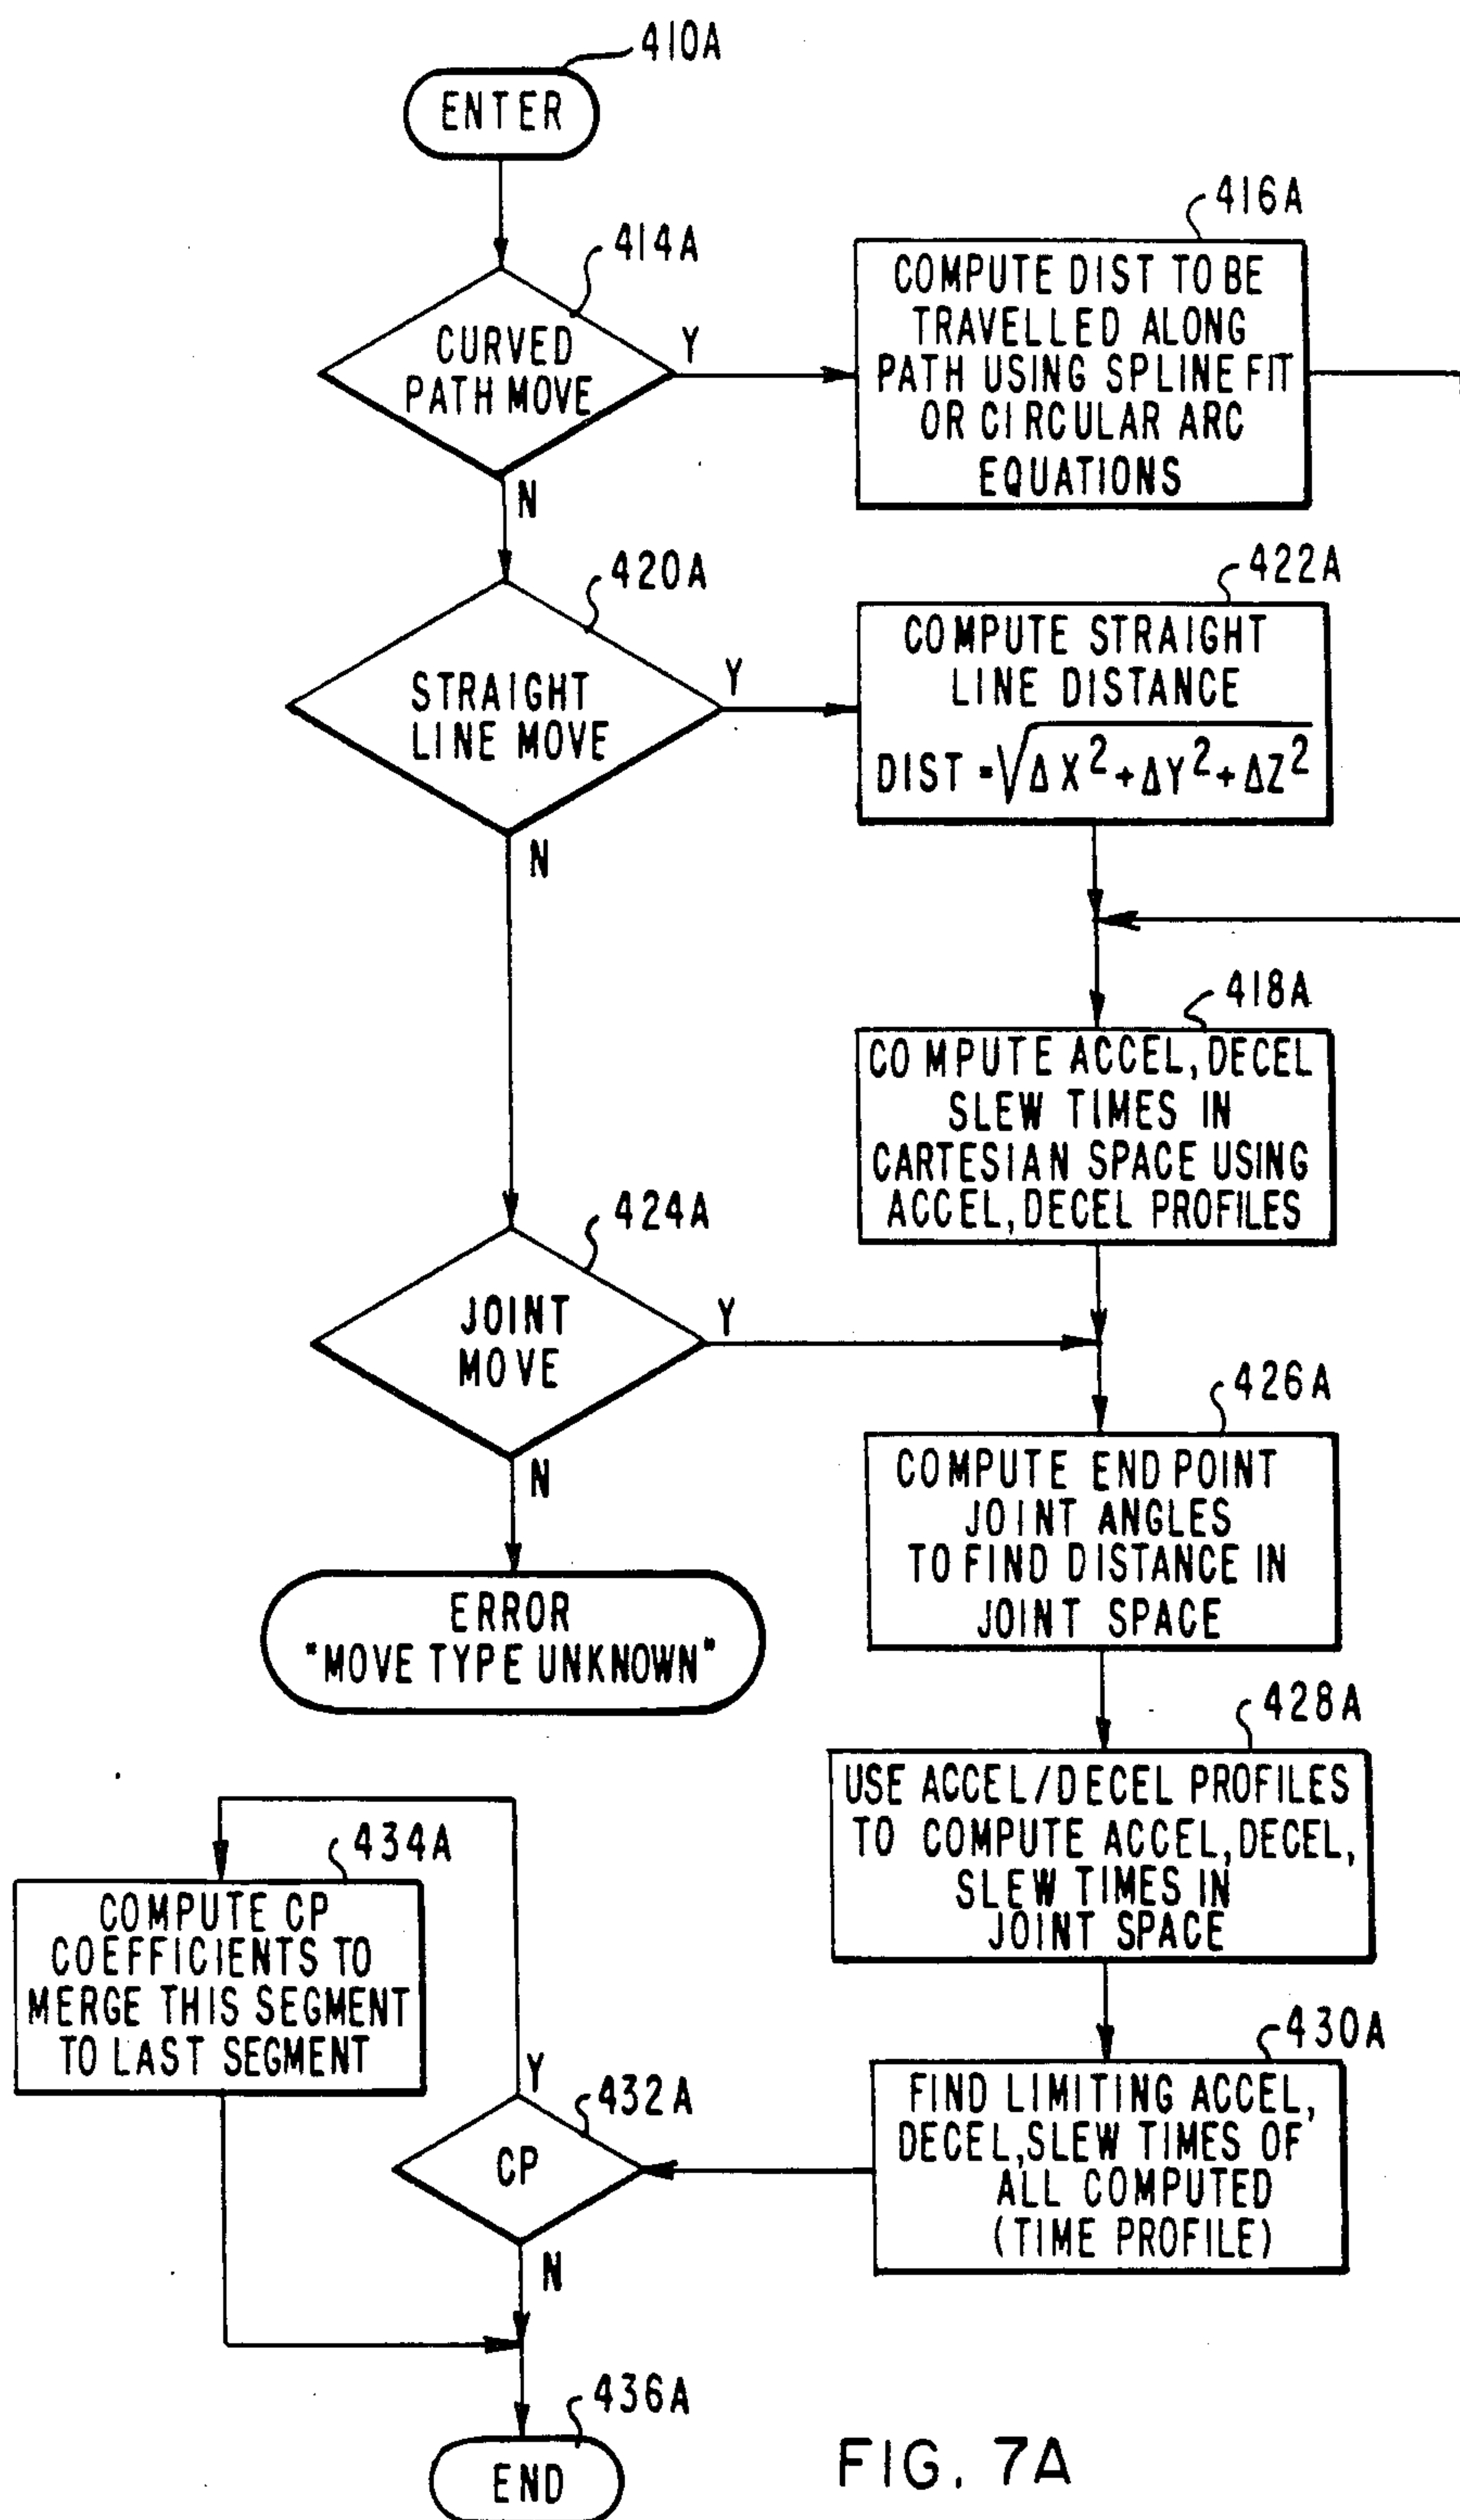 410A
ENTER
414A
CURVED
PATH MOVE
Y
N
416A
COMPUTE DIST TO BE
TRAVELLED ALONG
PATH USING SPLINE FIT
OR CIRCULAR ARC
EQUATIONS
420A
STRAIGHT
LINE MOVE
Y
N
422A
COMPUTE STRAIGHT
LINE DISTANCE
DIST = √ΔX² + ΔY² + ΔZ²
418A
COMPUTE ACCEL, DECEL
SLEW TIMES IN
CARTESIAN SPACE USING
ACCEL, DECEL PROFILES
424A
JOINT
MOVE
Y
N
ERROR
"MOVE TYPE UNKNOWN"
426A
COMPUTE END POINT
JOINT ANGLES
TO FIND DISTANCE IN
JOINT SPACE
428A
USE ACCEL/DECEL PROFILES
TO COMPUTE ACCEL, DECEL,
SLEW TIMES IN
JOINT SPACE
430A
FIND LIMITING ACCEL,
DECEL, SLEW TIMES OF
ALL COMPUTED
(TIME PROFILE)
432A
CP
Y
N
434A
COMPUTE CP
COEFFICIENTS TO
MERGE THIS SEGMENT
TO LAST SEGMENT
436A
END
FIG. 7A